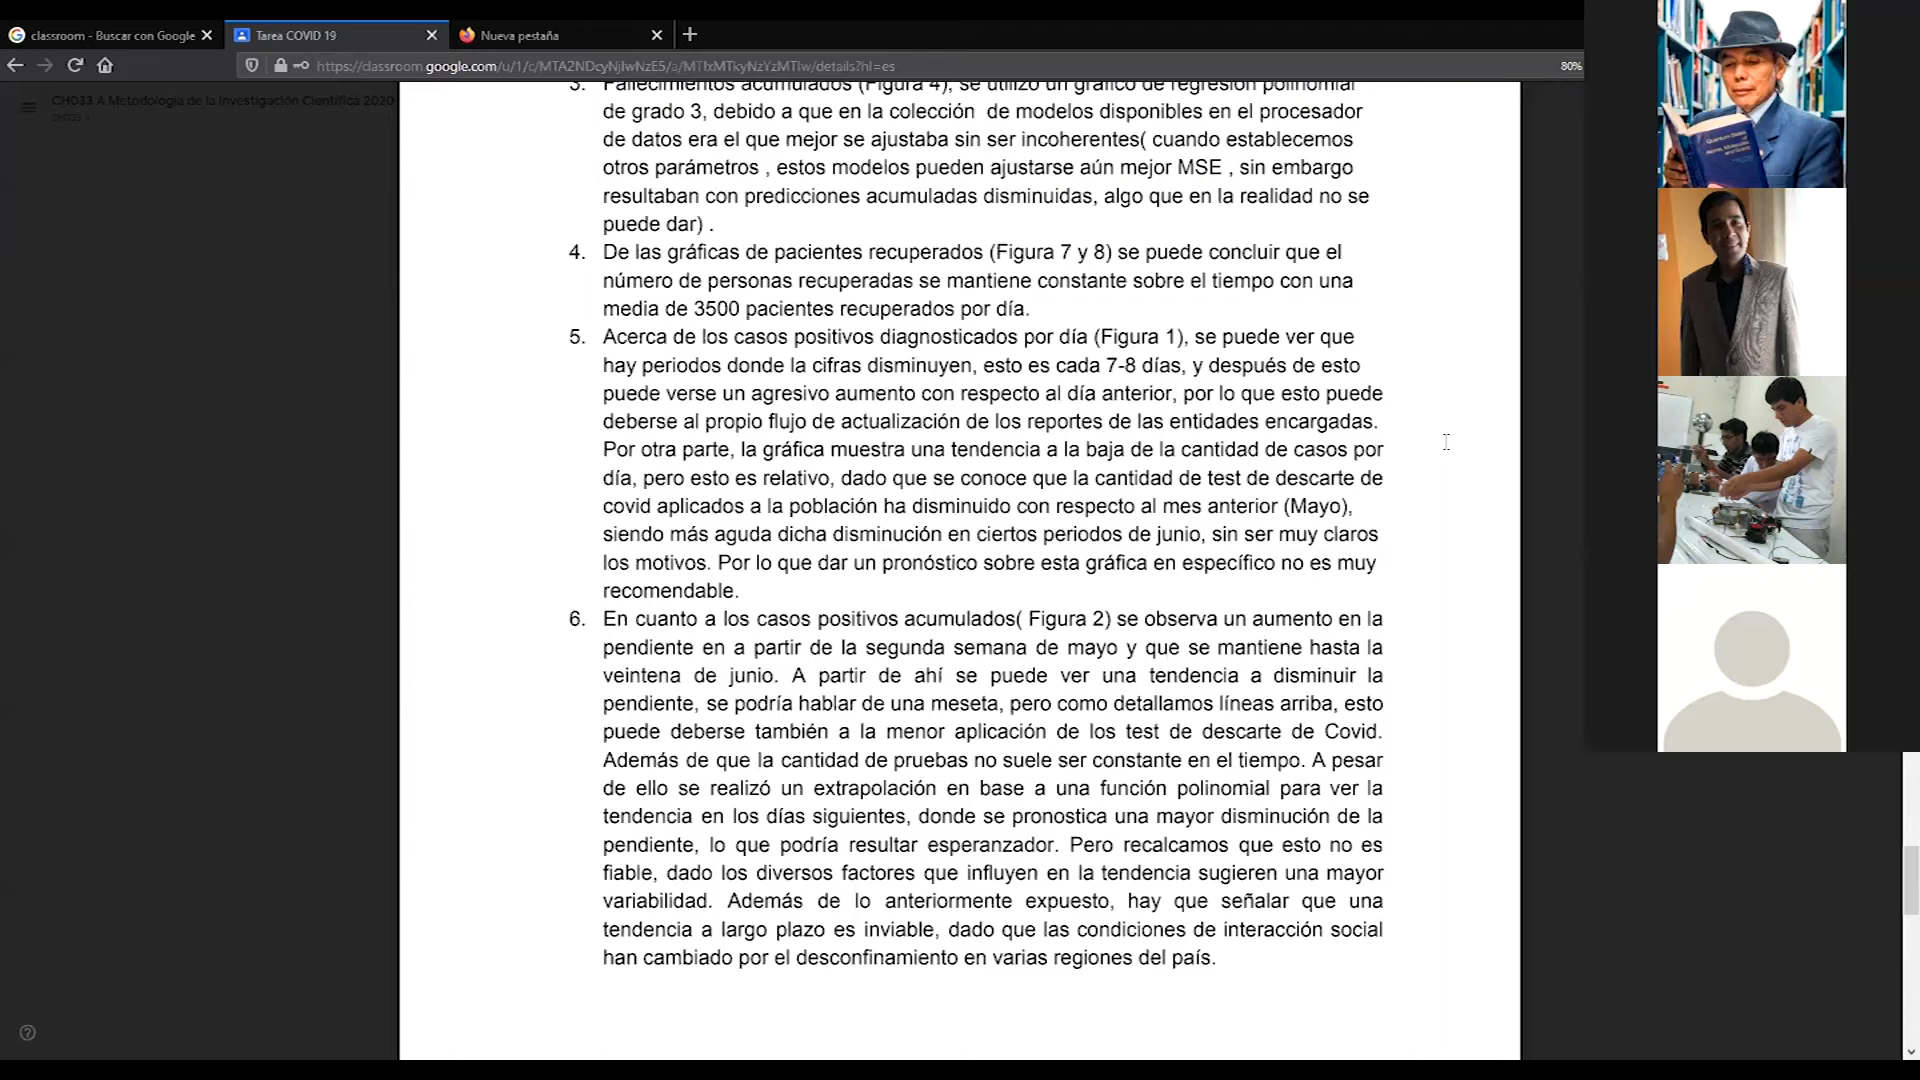 classroom - Buscar con Google
Tarea COVID 19
Nueva pestaña
https://classroom.google.com/u/1/c/MTA2NDcyNjIwNzE5/a/MTIxMTkyNzYzMTIw/details?hl=es
80%
CH033 A Metodología de la Investigación Científica 2020
3. Fallecimientos acumulados (Figura 4), se utilizó un gráfico de regresión polinomial
de grado 3, debido a que en la colección de modelos disponibles en el procesador
de datos era el que mejor se ajustaba sin ser incoherentes( cuando establecemos
otros parámetros , estos modelos pueden ajustarse aún mejor MSE , sin embargo
resultaban con predicciones acumuladas disminuidas, algo que en la realidad no se
puede dar) .
4. De las gráficas de pacientes recuperados (Figura 7 y 8) se puede concluir que el
número de personas recuperadas se mantiene constante sobre el tiempo con una
media de 3500 pacientes recuperados por día.
5. Acerca de los casos positivos diagnosticados por día (Figura 1), se puede ver que
hay periodos donde la cifras disminuyen, esto es cada 7-8 días, y después de esto
puede verse un agresivo aumento con respecto al día anterior, por lo que esto puede
deberse al propio flujo de actualización de los reportes de las entidades encargadas.
Por otra parte, la gráfica muestra una tendencia a la baja de la cantidad de casos por
día, pero esto es relativo, dado que se conoce que la cantidad de test de descarte de
covid aplicados a la población ha disminuido con respecto al mes anterior (Mayo),
siendo más aguda dicha disminución en ciertos periodos de junio, sin ser muy claros
los motivos. Por lo que dar un pronóstico sobre esta gráfica en específico no es muy
recomendable.
6. En cuanto a los casos positivos acumulados( Figura 2) se observa un aumento en la
pendiente en a partir de la segunda semana de mayo y que se mantiene hasta la
veintena de junio. A partir de ahí se puede ver una tendencia a disminuir la
pendiente, se podría hablar de una meseta, pero como detallamos líneas arriba, esto
puede deberse también a la menor aplicación de los test de descarte de Covid.
Además de que la cantidad de pruebas no suele ser constante en el tiempo. A pesar
de ello se realizó un extrapolación en base a una función polinomial para ver la
tendencia en los días siguientes, donde se pronostica una mayor disminución de la
pendiente, lo que podría resultar esperanzador. Pero recalcamos que esto no es
fiable, dado los diversos factores que influyen en la tendencia sugieren una mayor
variabilidad. Además de lo anteriormente expuesto, hay que señalar que una
tendencia a largo plazo es inviable, dado que las condiciones de interacción social
han cambiado por el desconfinamiento en varias regiones del país.